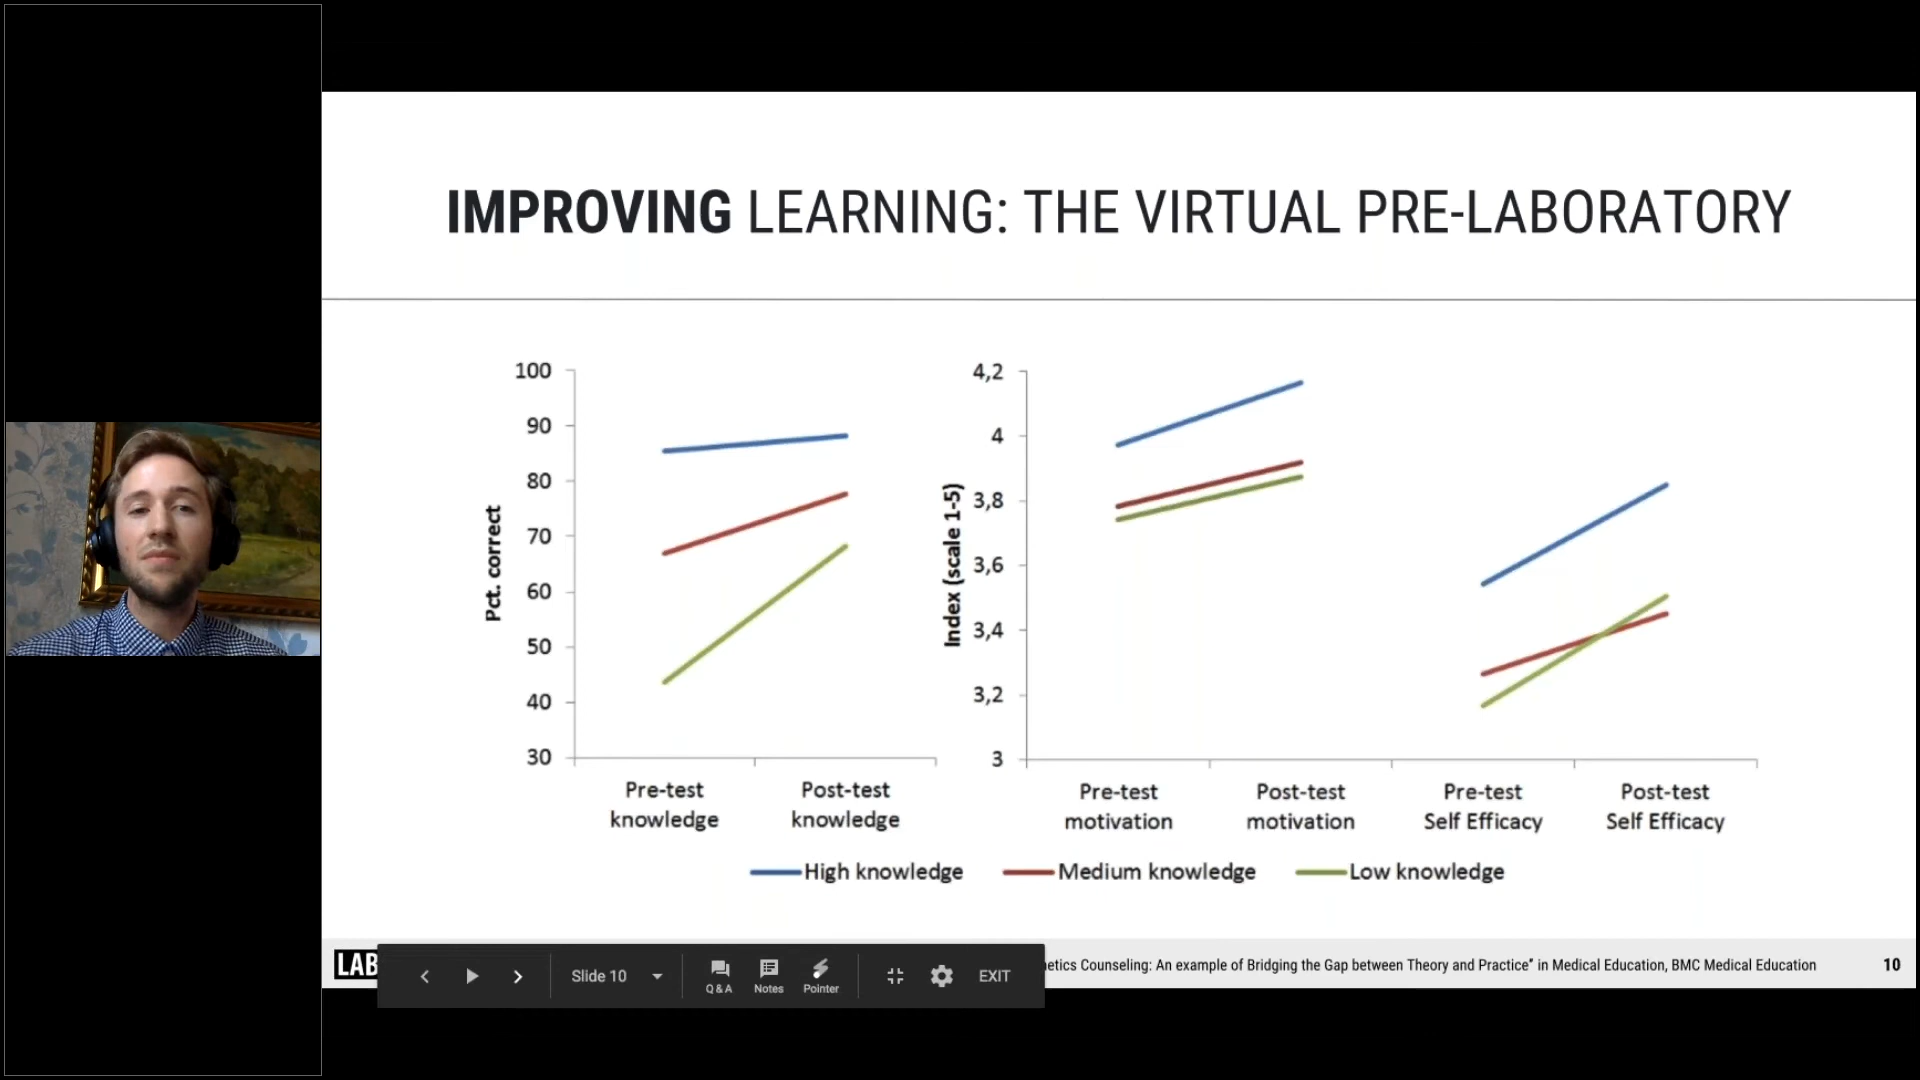 IMPROVING LEARNING: THE VIRTUAL PRE-LABORATORY
100
90
80
70
60
50
40
30
Pct. correct
Pre-test knowledge
Post-test knowledge
4,2
4
3,8
3,6
3,4
3,2
3
Index (scale 1-5)
Pre-test motivation
Post-test motivation
Pre-test Self Efficacy
Post-test Self Efficacy
High knowledge
Medium knowledge
Low knowledge
LAB
Slide 10
Q & A
Notes
Pointer
EXIT
Counseling: An example of Bridging the Gap between Theory and Practice" in Medical Education, BMC Medical Education
10